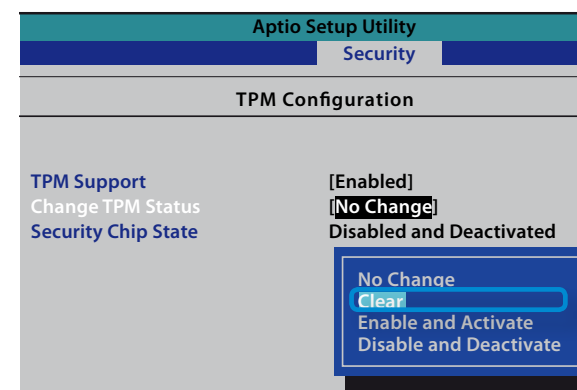 Aptio Setup Utility
Security
TPM Configuration
TPM Support [Enabled]
Change TPM Status [No Change]
Security Chip State Disabled and Deactivated
No Change
Clear
Enable and Activate
Disable and Deactivate